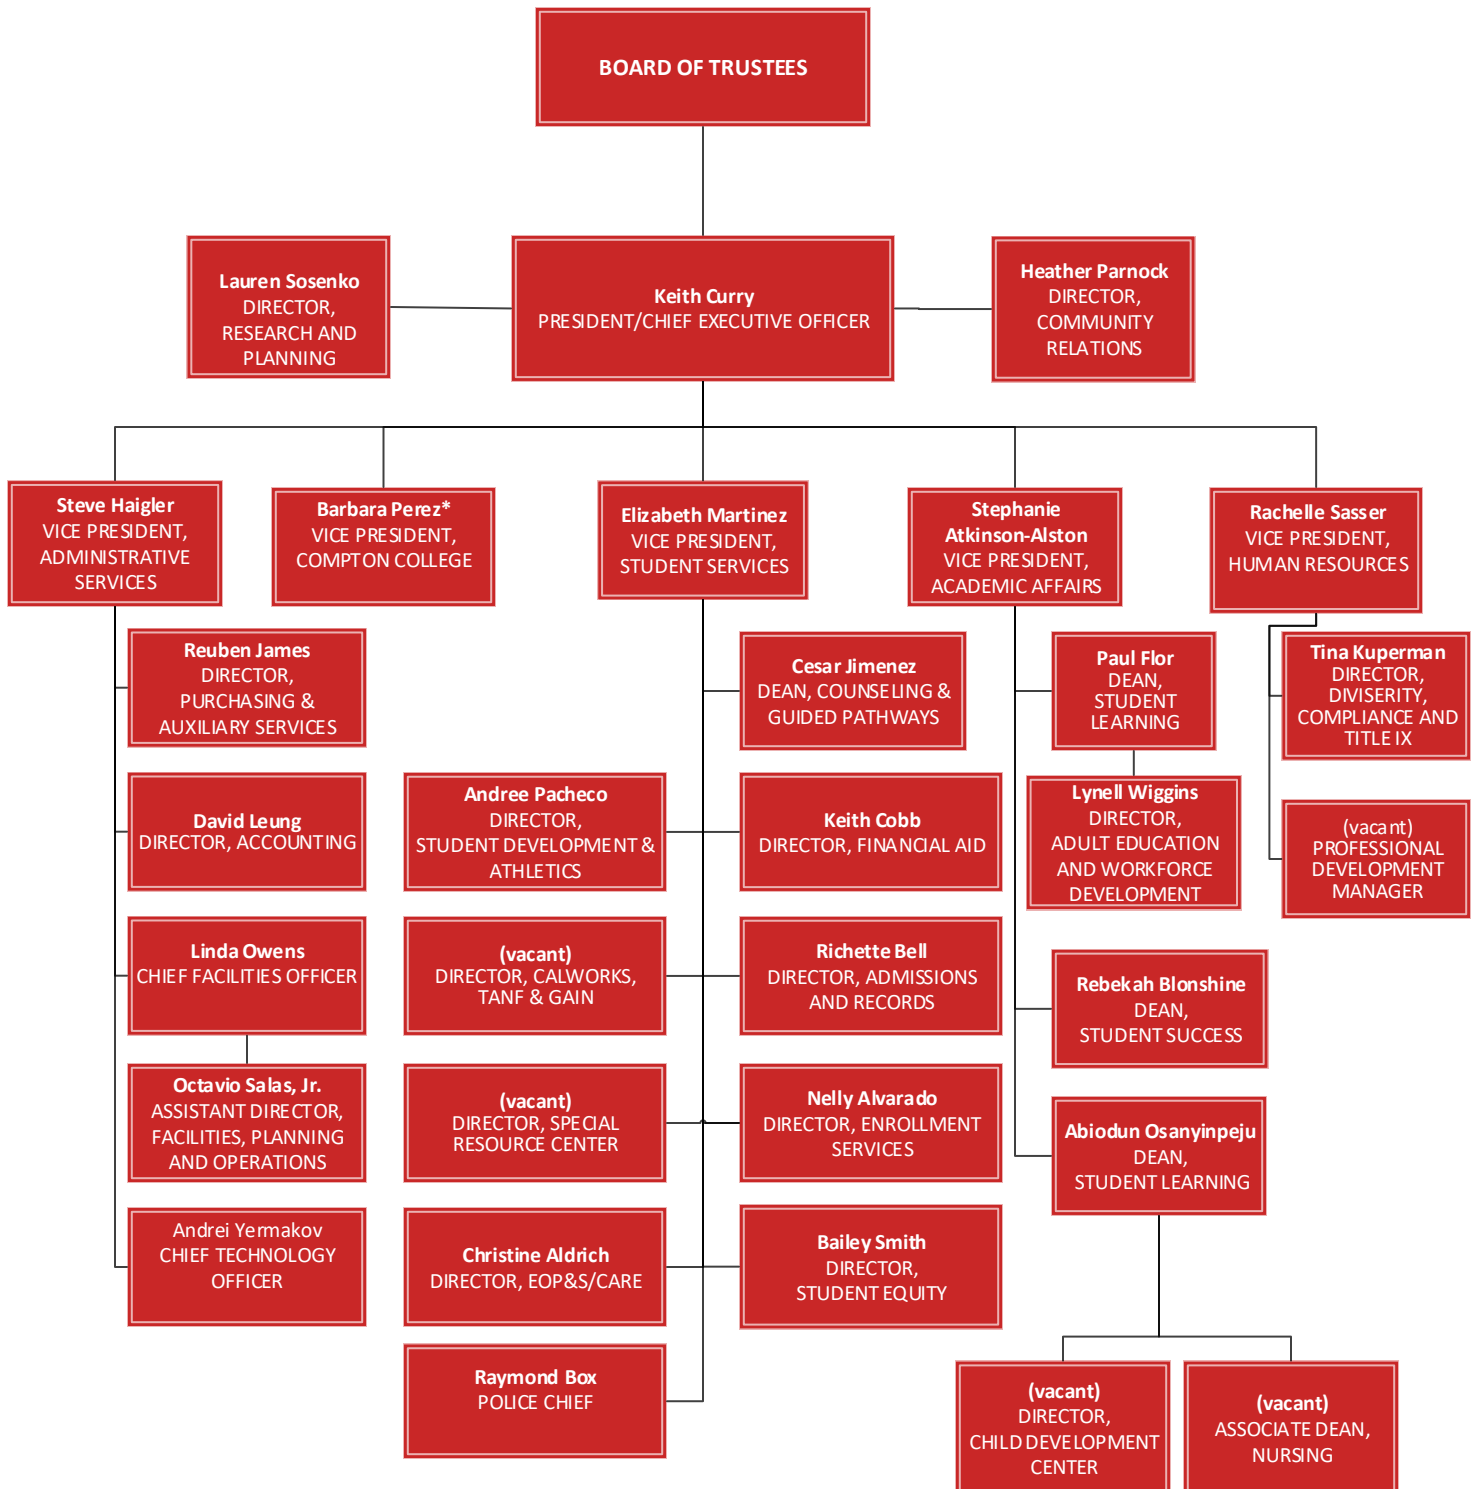 BOARD OF TRUSTEES
Lauren Sosenko
DIRECTOR,
RESEARCH AND
PLANNING
Keith Curry
PRESIDENT/CHIEF EXECUTIVE OFFICER
Heather Parnock
DIRECTOR,
COMMUNITY
RELATIONS
Steve Haigler
VICE PRESIDENT,
ADMINISTRATIVE
SERVICES
Barbara Perez*
VICE PRESIDENT,
COMPTON COLLEGE
Elizabeth Martinez
VICE PRESIDENT,
STUDENT SERVICES
Stephanie
Atkinson-Alston
VICE PRESIDENT,
ACADEMIC AFFAIRS
Rachelle Sasser
VICE PRESIDENT,
HUMAN RESOURCES
Reuben James
DIRECTOR,
PURCHASING &
AUXILIARY SERVICES
David Leung
DIRECTOR, ACCOUNTING
Linda Owens
CHIEF FACILITIES OFFICER
Octavio Salas, Jr.
ASSISTANT DIRECTOR,
FACILITIES, PLANNING
AND OPERATIONS
Andrei Yermakov
CHIEF TECHNOLOGY
OFFICER
Andree Pacheco
DIRECTOR,
STUDENT DEVELOPMENT &
ATHLETICS
(vacant)
DIRECTOR, CALWORKS,
TANF & GAIN
(vacant)
DIRECTOR, SPECIAL
RESOURCE CENTER
Christine Aldrich
DIRECTOR, EOP&S/CARE
Raymond Box
POLICE CHIEF
Cesar Jimenez
DEAN, COUNSELING &
GUIDED PATHWAYS
Keith Cobb
DIRECTOR, FINANCIAL AID
Richette Bell
DIRECTOR, ADMISSIONS
AND RECORDS
Nelly Alvarado
DIRECTOR, ENROLLMENT
SERVICES
Bailey Smith
DIRECTOR,
STUDENT EQUITY
Paul Flor
DEAN,
STUDENT
LEARNING
Lynell Wiggins
DIRECTOR,
ADULT EDUCATION
AND WORKFORCE
DEVELOPMENT
Rebekah Blonshine
DEAN,
STUDENT SUCCESS
Abiodun Osanyinpeju
DEAN,
STUDENT LEARNING
(vacant)
DIRECTOR,
CHILD DEVELOPMENT
CENTER
(vacant)
ASSOCIATE DEAN,
NURSING
Tina Kuperman
DIRECTOR,
DIVISERITY,
COMPLIANCE AND
TITLE IX
(vacant)
PROFESSIONAL
DEVELOPMENT
MANAGER